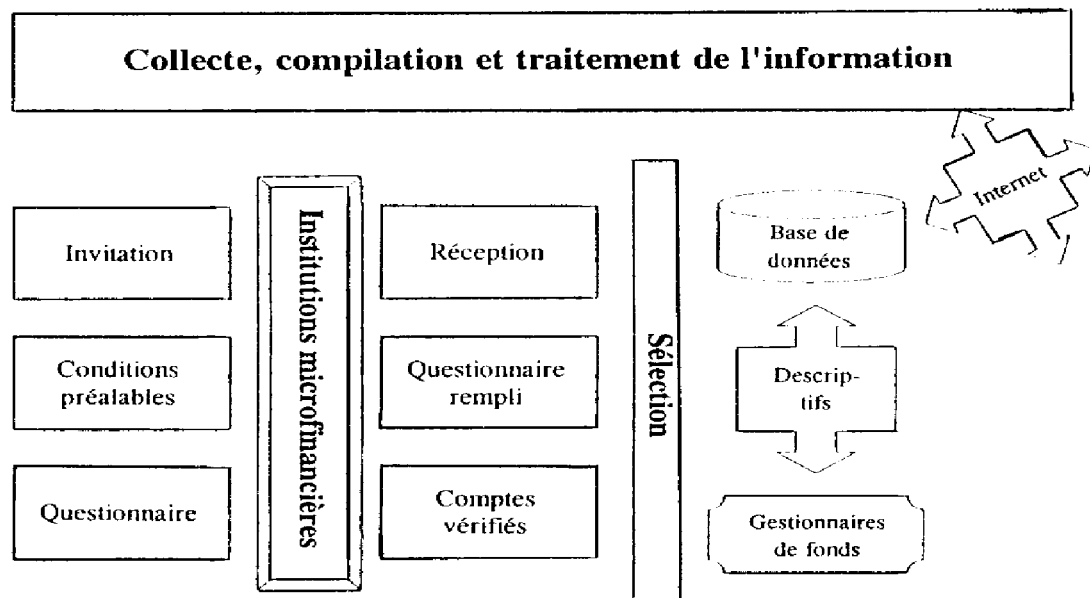 Collecte, compilation et traitement de l'information
Internet
Invitation
Conditions
préalables
Questionnaire
Institutions microfinancières
Réception
Questionnaire
rempli
Comptes
vérifiés
Sélection
Base de
données
Descrip-
tifs
Gestionnaires
de fonds